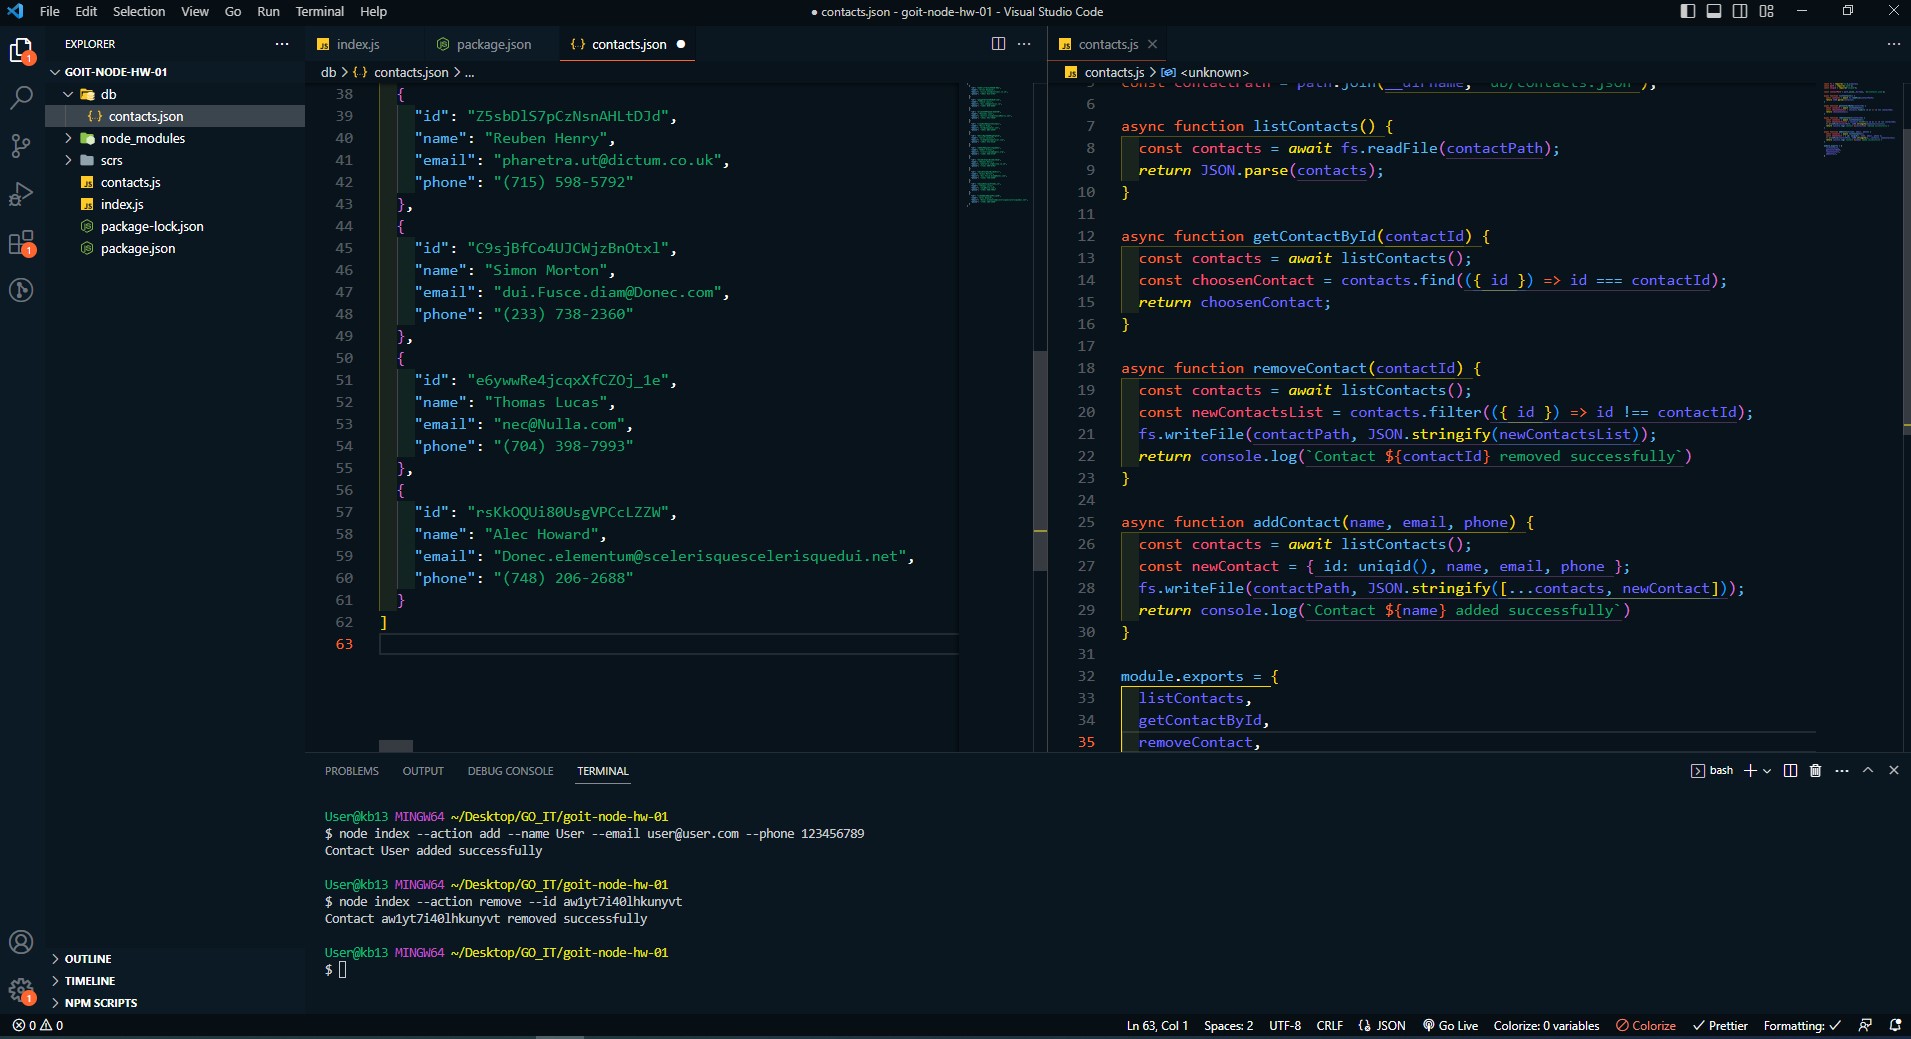 File Edit Selection View Go Run Terminal Help
● contacts.json - goit-node-hw-01 - Visual Studio Code
EXPLORER
GOIT-NODE-HW-01
db
contacts.json
node_modules
scrs
contacts.js
index.js
package-lock.json
package.json
OUTLINE
TIMELINE
NPM SCRIPTS
index.js package.json contacts.json
db > contacts.json > ...
38 {
39 "id": "Z5sbDlS7pCzNsnAHLtDJd",
40 "name": "Reuben Henry",
41 "email": "pharetra.ut@dictum.co.uk",
42 "phone": "(715) 598-5792"
43 },
44 {
45 "id": "C9sjBfCo4UJCWjzBnOtxl",
46 "name": "Simon Morton",
47 "email": "dui.Fusce.diam@Donec.com",
48 "phone": "(233) 738-2360"
49 },
50 {
51 "id": "e6ywwRe4jcqxXfCZOj_1e",
52 "name": "Thomas Lucas",
53 "email": "nec@Nulla.com",
54 "phone": "(704) 398-7993"
55 },
56 {
57 "id": "rsKkOQUi80UsgVPCcLZZW",
58 "name": "Alec Howard",
59 "email": "Donec.elementum@scelerisquescelerisquedui.net",
60 "phone": "(748) 206-2688"
61 }
62 ]
63
contacts.js
contacts.js > <unknown>
const contactPath = path.join(__dirname, "db/contacts.json");
6
7 async function listContacts() {
8 const contacts = await fs.readFile(contactPath);
9 return JSON.parse(contacts);
10 }
11
12 async function getContactById(contactId) {
13 const contacts = await listContacts();
14 const choosenContact = contacts.find(({ id }) => id === contactId);
15 return choosenContact;
16 }
17
18 async function removeContact(contactId) {
19 const contacts = await listContacts();
20 const newContactsList = contacts.filter(({ id }) => id !== contactId);
21 fs.writeFile(contactPath, JSON.stringify(newContactsList));
22 return console.log(`Contact ${contactId} removed successfully`)
23 }
24
25 async function addContact(name, email, phone) {
26 const contacts = await listContacts();
27 const newContact = { id: uniqid(), name, email, phone };
28 fs.writeFile(contactPath, JSON.stringify([...contacts, newContact]));
29 return console.log(`Contact ${name} added successfully`)
30 }
31
32 module.exports = {
33 listContacts,
34 getContactById,
35 removeContact,
PROBLEMS OUTPUT DEBUG CONSOLE TERMINAL
bash
User@kb13 MINGW64 ~/Desktop/GO_IT/goit-node-hw-01
$ node index --action add --name User --email user@user.com --phone 123456789
Contact User added successfully
User@kb13 MINGW64 ~/Desktop/GO_IT/goit-node-hw-01
$ node index --action remove --id aw1yt7i40lhkunyvt
Contact aw1yt7i40lhkunyvt removed successfully
User@kb13 MINGW64 ~/Desktop/GO_IT/goit-node-hw-01
$
0 0
Ln 63, Col 1 Spaces: 2 UTF-8 CRLF JSON Go Live Colorize: 0 variables Colorize Prettier Formatting: